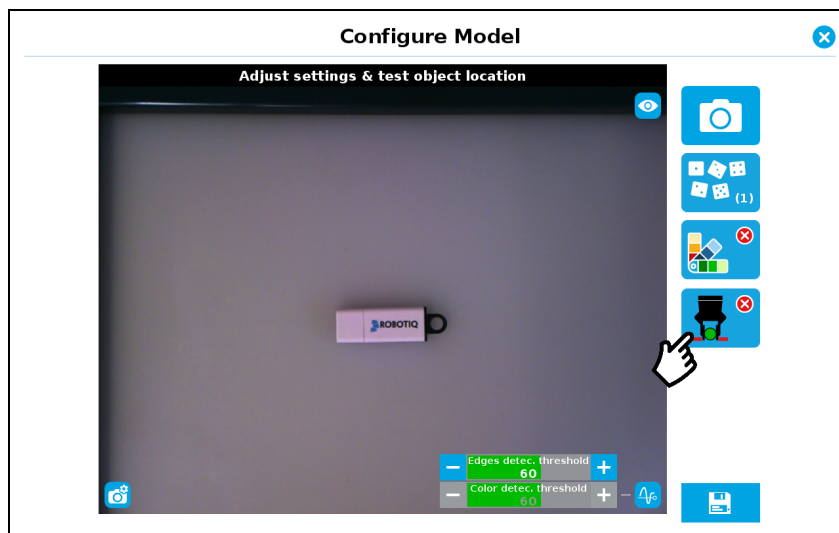 Configure Model
Adjust settings & test object location
(1)
ROBOTIQ
Edges detec. threshold
60
Color detec. threshold
60